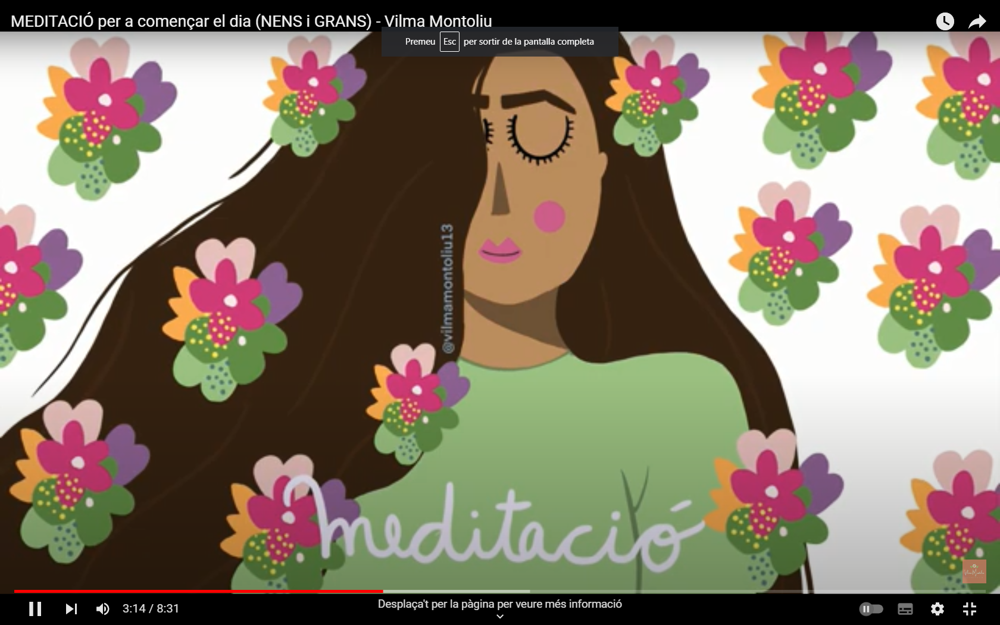 MEDITACIÓ per a començar el dia (NENS i GRANS) - Vilma Montoliu
Premeu Esc per sortir de la pantalla completa
@vilmamontoliu13
meditació
3:14 / 8:31
Desplaça't per la pàgina per veure més informació